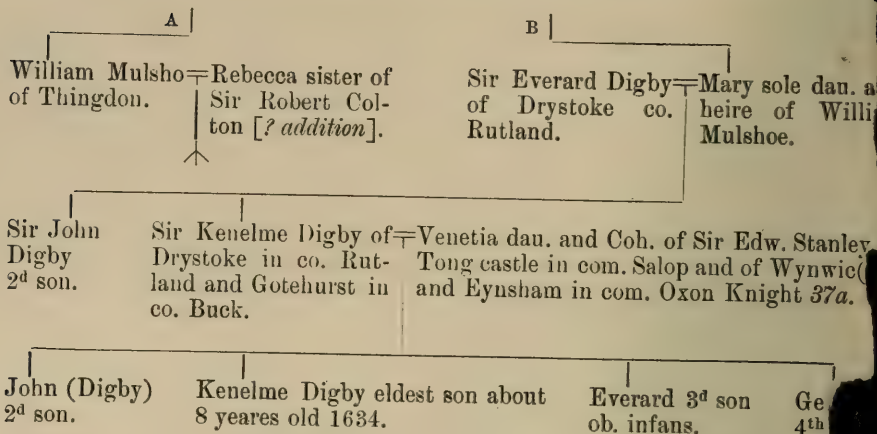 A
B
William Mulsho=Rebecca sister of
of Thingdon.
Sir Robert Col-
ton [? addition].
Sir Everard Digby=Mary sole dau. a
of Drystoke co.
Rutland.
heire of Willi
Mulshoe.
Sir John
Digby
2d son.
Sir Kenelme Digby of=Venetia dau. and Coh. of Sir Edw. Stanley
Drystoke in co. Rut-
land and Gotehurst in
co. Buck.
Tong castle in com. Salop and of Wynwic(
and Eynsham in com. Oxon Knight 37a.
John (Digby)
2d son.
Kenelme Digby eldest son about
8 yeares old 1634.
Everard 3d son
ob. infans.
Ge
4th